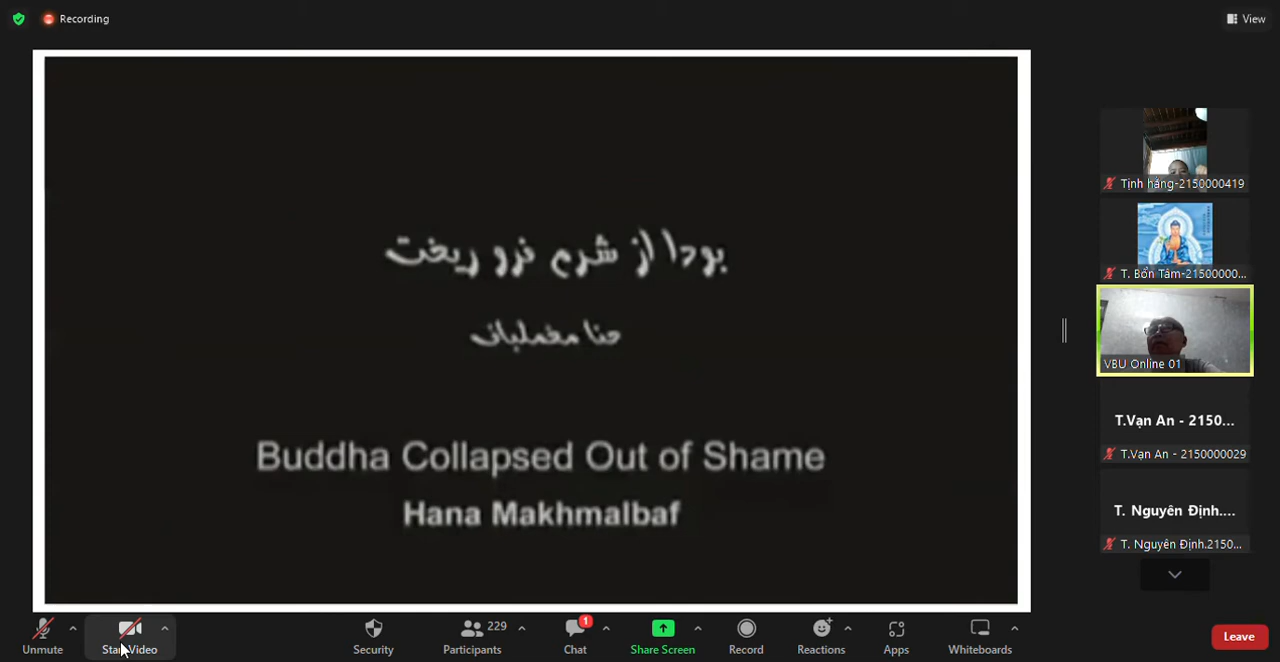 Recording
View
بودا از شرم فرو ریخت
حنا مخملباف
Buddha Collapsed Out of Shame
Hana Makhmalbaf
Tịnh hằng-2150000419
T. Bổn Tâm-21500000...
VBU Online 01
T.Vạn An - 2150...
T.Vạn An - 2150000029
T. Nguyên Định....
T. Nguyên Định.2150...
Unmute
Start Video
Security
Participants
229
Chat
1
Share Screen
Record
Reactions
Apps
Whiteboards
Leave